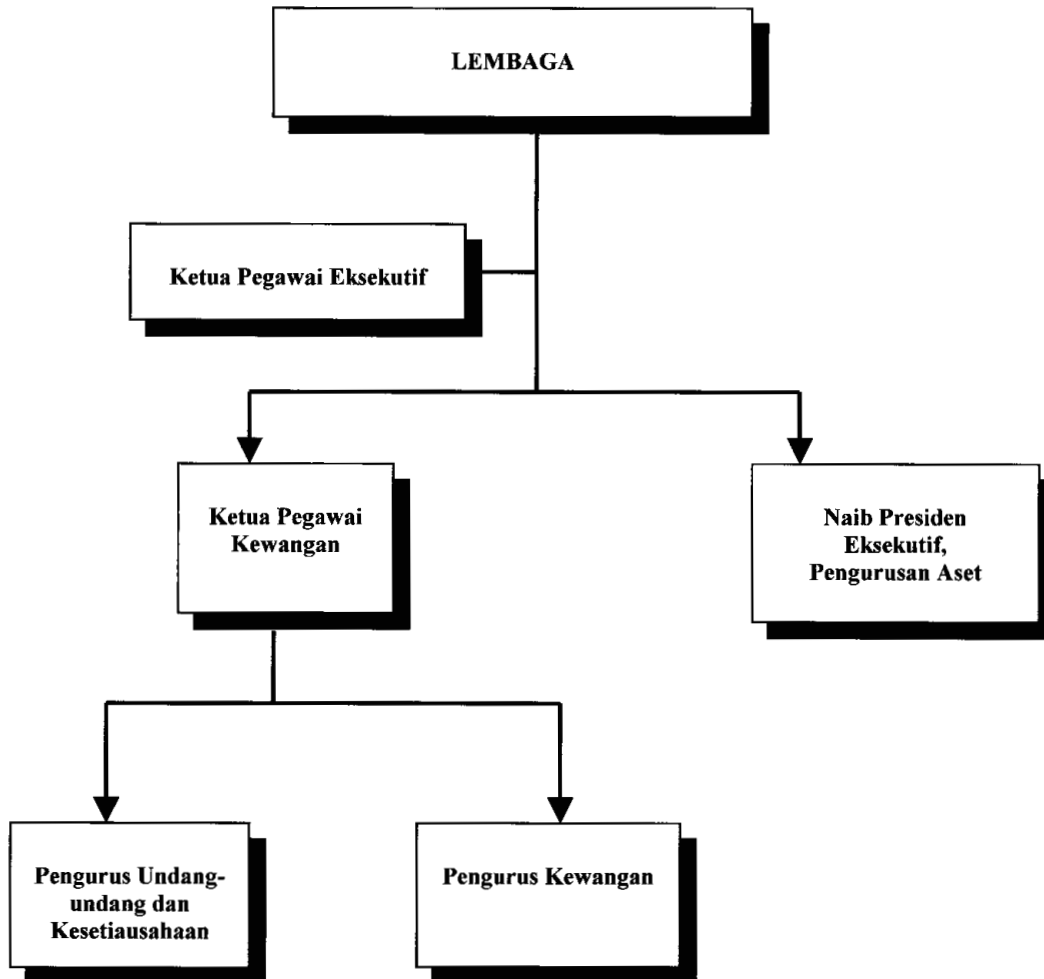 LEMBAGA
Ketua Pegawai Eksekutif
Ketua Pegawai
Kewangan
Naib Presiden
Eksekutif,
Pengurusan Aset
Pengurus Undang-
undang dan
Kesetiausahaan
Pengurus Kewangan